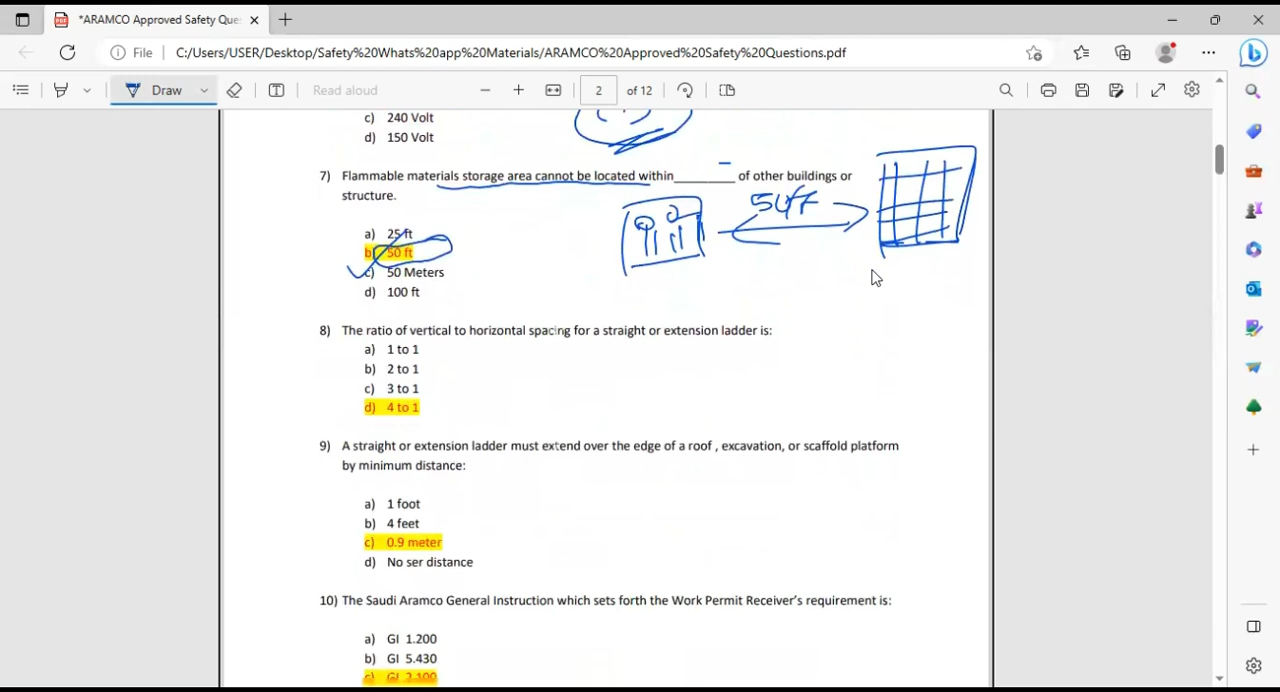 *ARAMCO Approved Safety Que
File
C:/Users/USER/Desktop/Safety%20Whats%20app%20Materials/ARAMCO%20Approved%20Safety%20Questions.pdf
Draw
Read aloud
2 of 12
c) 240 Volt
d) 150 Volt
7) Flammable materials storage area cannot be located within_________ of other buildings or
structure.
50ft
a) 25 ft
b) 50 ft
c) 50 Meters
d) 100 ft
8) The ratio of vertical to horizontal spacing for a straight or extension ladder is:
a) 1 to 1
b) 2 to 1
c) 3 to 1
d) 4 to 1
9) A straight or extension ladder must extend over the edge of a roof , excavation, or scaffold platform
by minimum distance:
a) 1 foot
b) 4 feet
c) 0.9 meter
d) No ser distance
10) The Saudi Aramco General Instruction which sets forth the Work Permit Receiver's requirement is:
a) GI 1.200
b) GI 5.430
c) GI 2.100